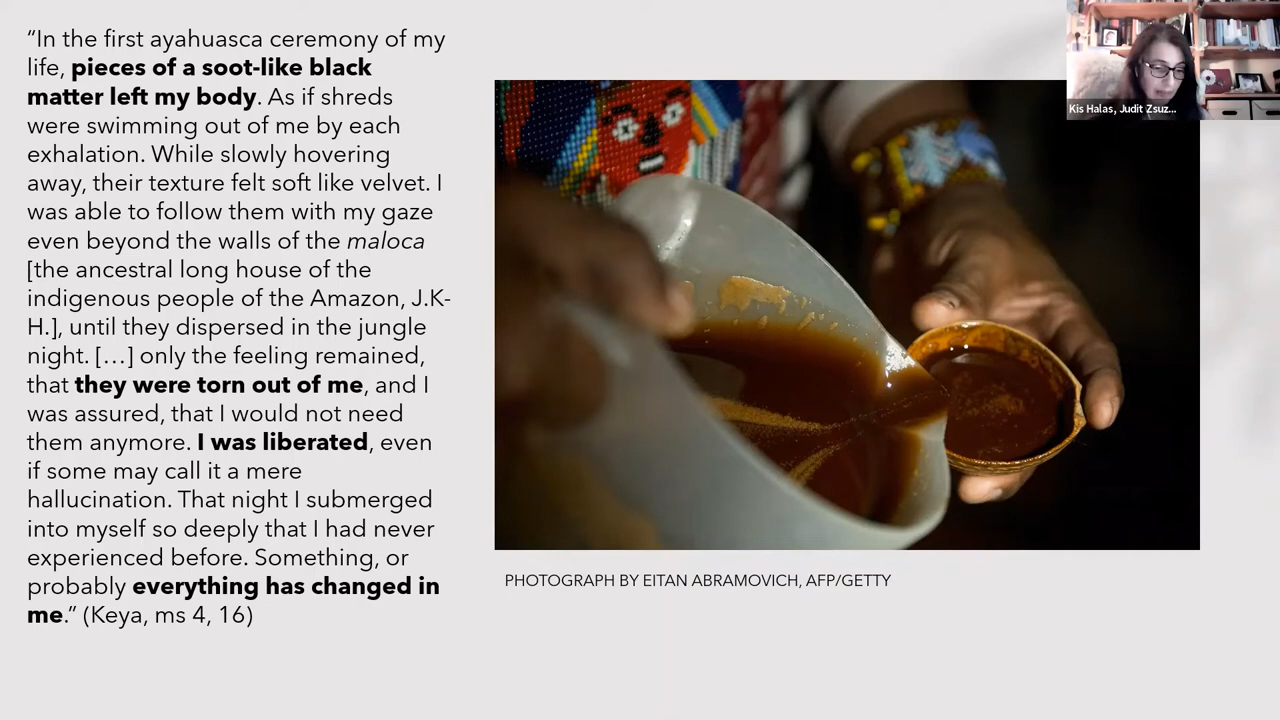 “In the first ayahuasca ceremony of my
life, pieces of a soot-like black
matter left my body. As if shreds
were swimming out of me by each
exhalation. While slowly hovering
away, their texture felt soft like velvet. I
was able to follow them with my gaze
even beyond the walls of the maloca
[the ancestral long house of the
indigenous people of the Amazon, J.K-
H.], until they dispersed in the jungle
night. […] only the feeling remained,
that they were torn out of me, and I
was assured, that I would not need
them anymore. I was liberated, even
if some may call it a mere
hallucination. That night I submerged
into myself so deeply that I had never
experienced before. Something, or
probably everything has changed in
me.” (Keya, ms 4, 16)
Kis Halas, Judit Zsuz...
PHOTOGRAPH BY EITAN ABRAMOVICH, AFP/GETTY